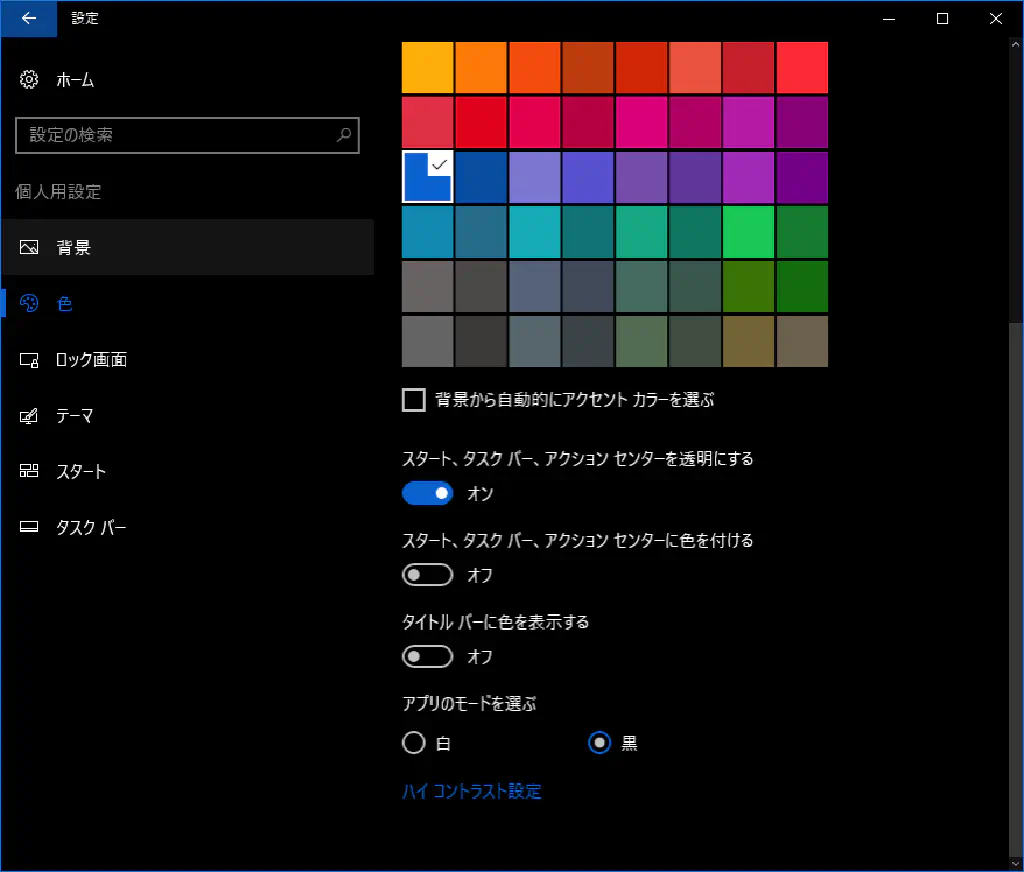 設定
ホーム
設定の検索
個人用設定
背景
色
ロック画面
テーマ
スタート
タスク バー
背景から自動的にアクセント カラーを選ぶ
スタート、タスク バー、アクション センターを透明にする
オン
スタート、タスク バー、アクション センターに色を付ける
オフ
タイトル バーに色を表示する
オフ
アプリのモードを選ぶ
白 黒
ハイ コントラスト設定